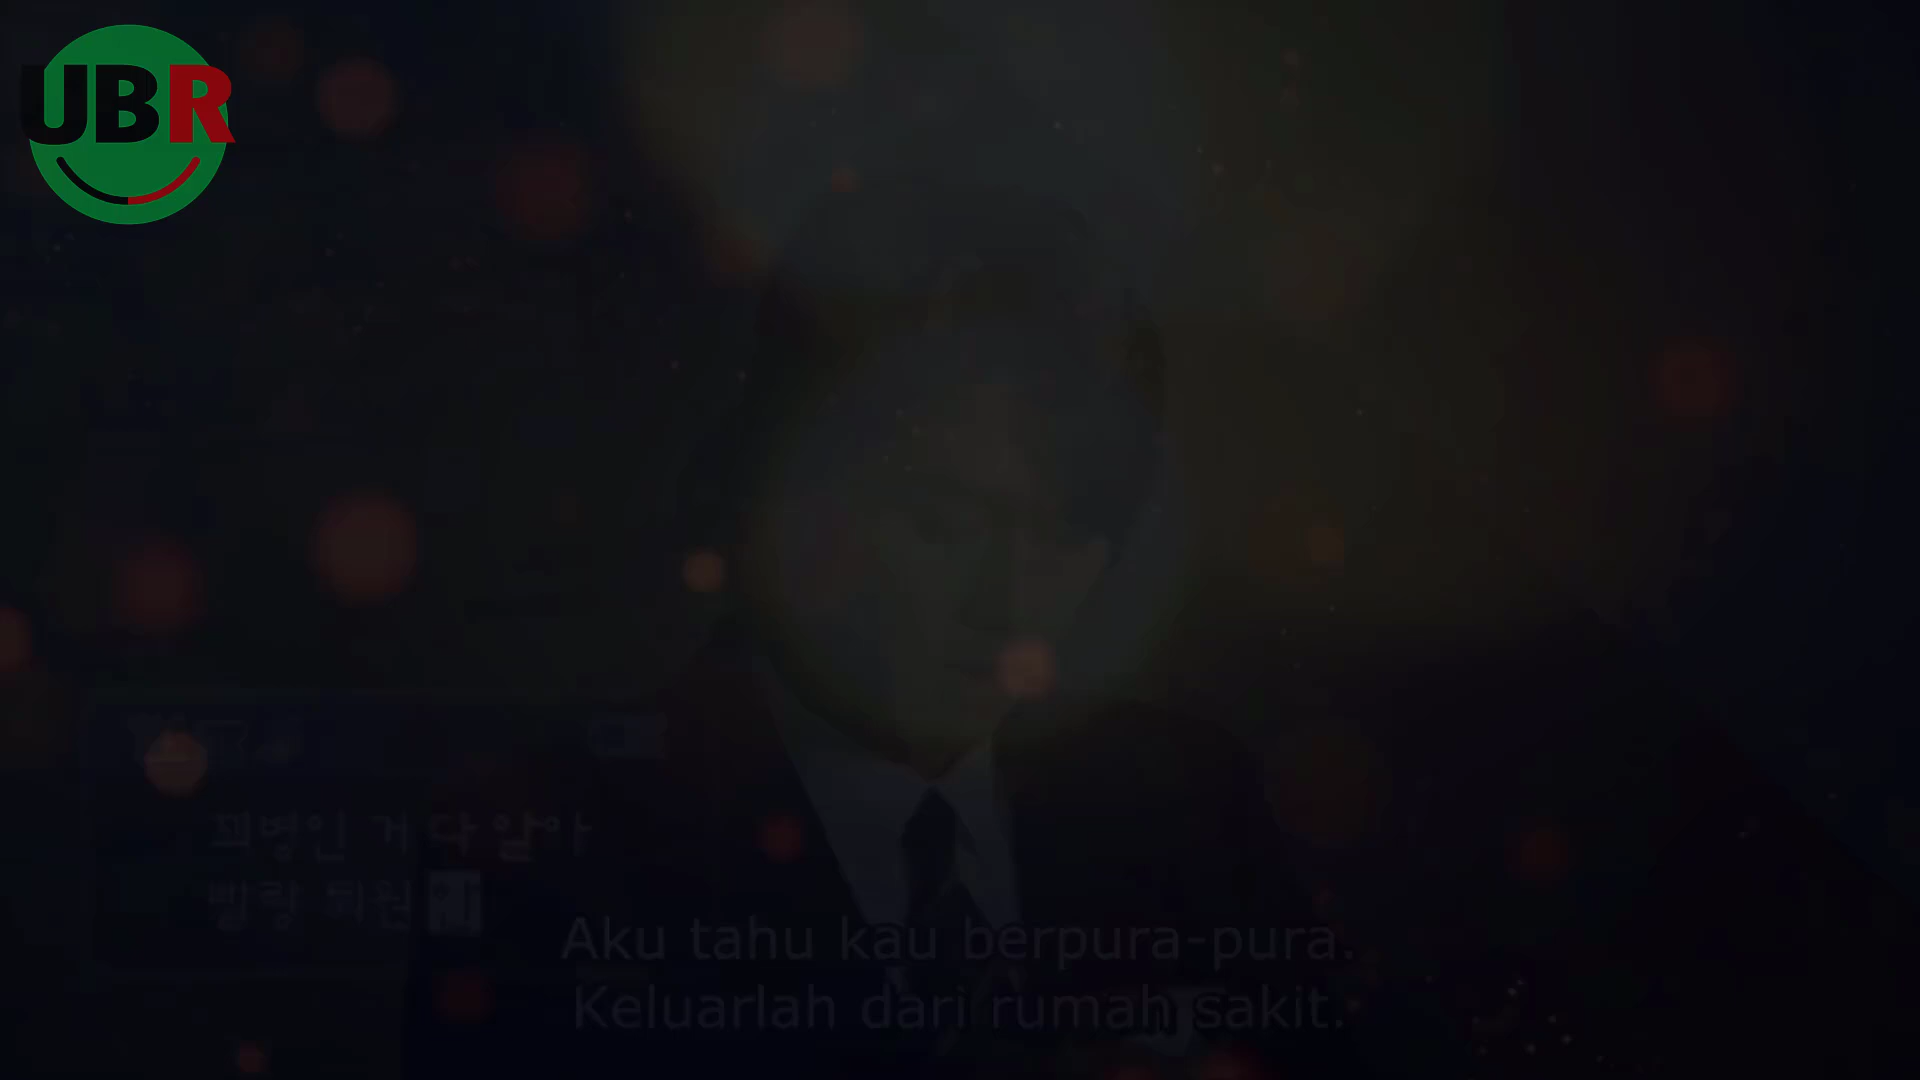 UBR
꾀병인 거 다 알아
빨랑 퇴원
Aku tahu kau berpura-pura.
Keluarlah dari rumah sakit.